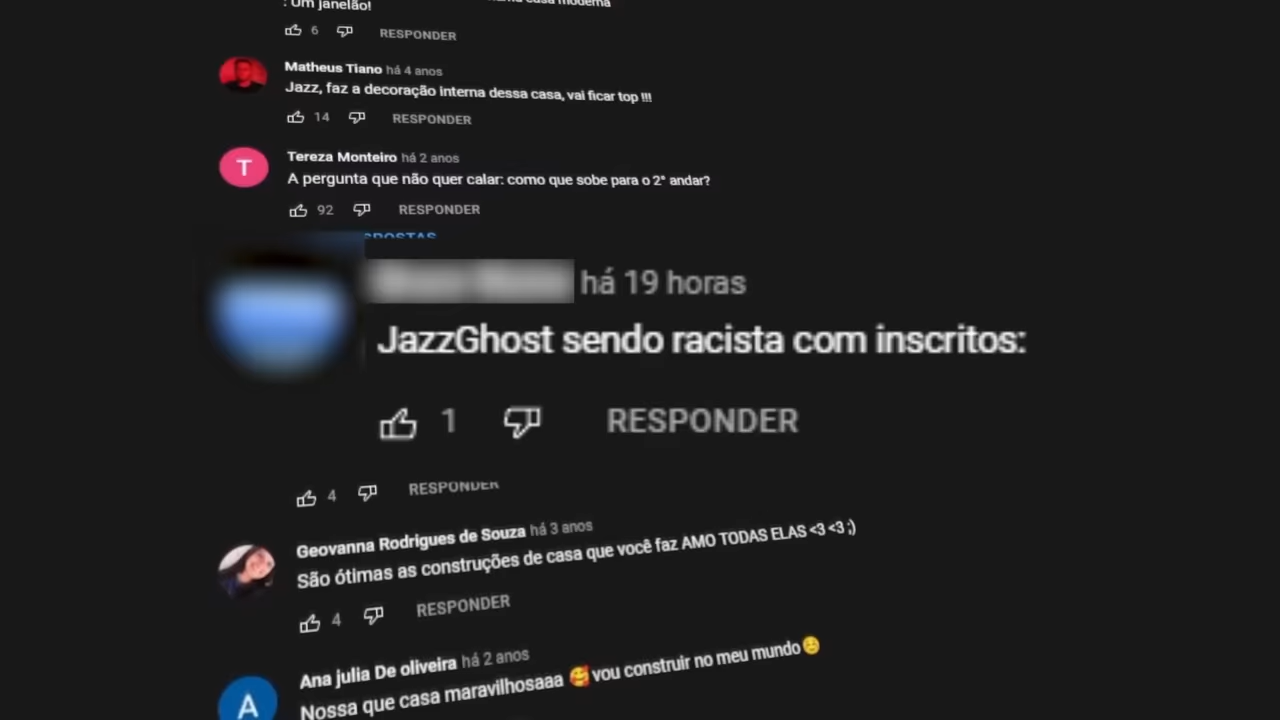 : Um janelão!
casa moderna
6 RESPONDER
Matheus Tiano há 4 anos
Jazz, faz a decoração interna dessa casa, vai ficar top !!!
14 RESPONDER
T
Tereza Monteiro há 2 anos
A pergunta que não quer calar: como que sobe para o 2° andar?
92 RESPONDER
há 19 horas
JazzGhost sendo racista com inscritos:
1 RESPONDER
4 RESPONDER
Geovanna Rodrigues de Souza há 3 anos
São ótimas as construções de casa que você faz AMO TODAS ELAS <3 <3 ;)
4 RESPONDER
A
Ana julia De oliveira há 2 anos
Nossa que casa maravilhosaaa 🥰 vou construir no meu mundo☺️